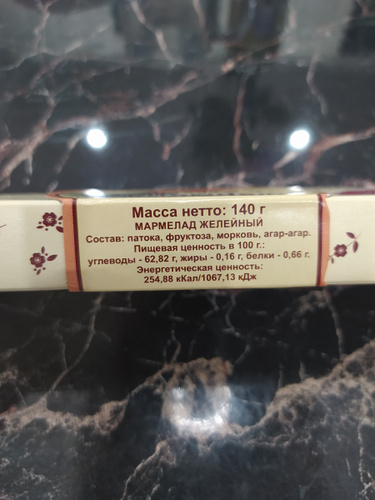 Масса нетто: 140 г
МАРМЕЛАД ЖЕЛЕЙНЫЙ
Состав: патока, фруктоза, морковь, агар-агар.
Пищевая ценность в 100 г.:
углеводы - 62,82 г, жиры - 0,16 г, белки - 0,66 г.
Энергетическая ценность:
254,88 кКал/1067,13 кДж